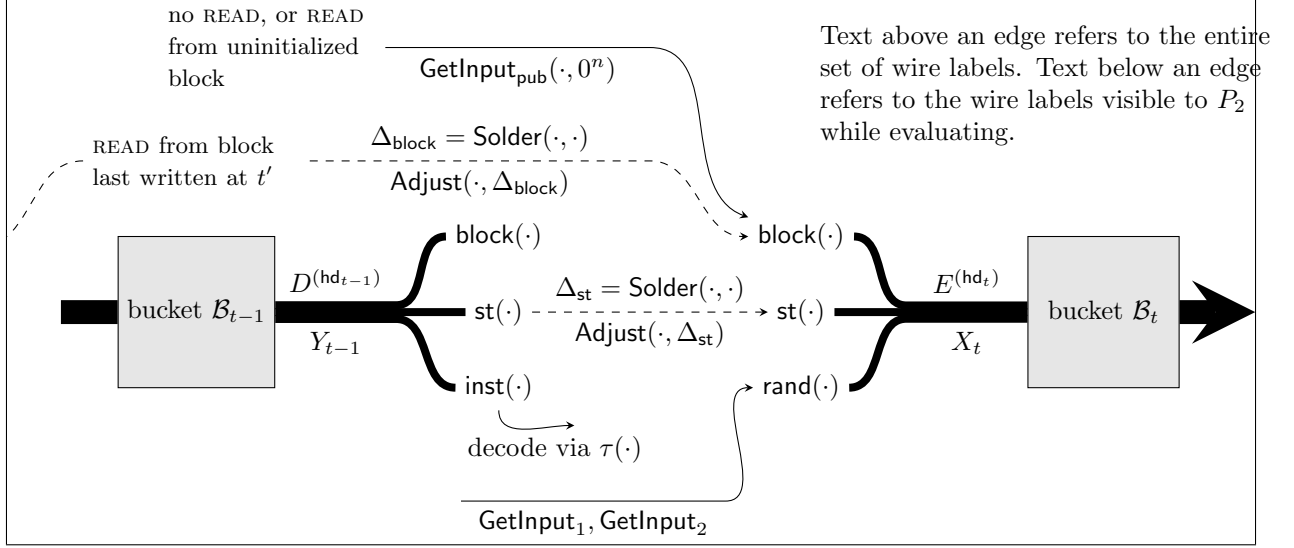 no READ, or READ
from uninitialized
block
GetInput_pub(·, 0^n)
Text above an edge refers to the entire
set of wire labels. Text below an edge
refers to the wire labels visible to P_2
while evaluating.
READ from block
last written at t′
Δ_block = Solder(·, ·)
Adjust(·, Δ_block)
block(·)
block(·)
bucket B_{t−1}
D^{(hd_{t−1})}
Y_{t−1}
st(·)
Δ_st = Solder(·, ·)
Adjust(·, Δ_st)
st(·)
E^{(hd_t)}
X_t
bucket B_t
inst(·)
rand(·)
decode via τ(·)
GetInput_1, GetInput_2